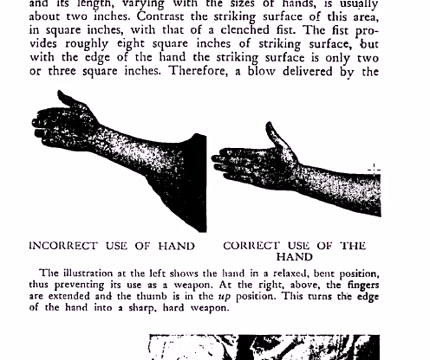 and its length, varying with the sizes of hands, is usually
about two inches. Contrast the striking surface of this area,
in square inches, with that of a clenched fist. The fist pro-
vides roughly eight square inches of striking surface, but
with the edge of the hand the striking surface is only two
or three square inches. Therefore, a blow delivered by the
INCORRECT USE OF HAND
CORRECT USE OF THE
HAND
The illustration at the left shows the hand in a relaxed, bent position,
thus preventing its use as a weapon. At the right, above, the fingers
are extended and the thumb is in the up position. This turns the edge
of the hand into a sharp, hard weapon.